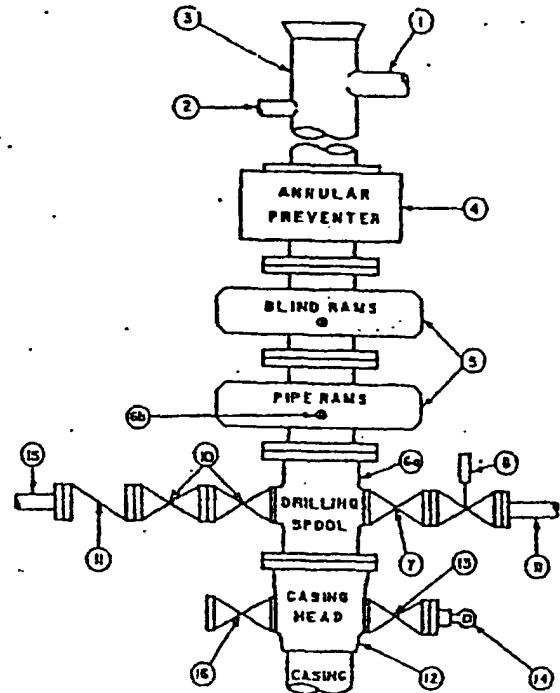 3
1
2
ANNULAR
PREVENTER
4
BLIND RAMS
5
PIPE RAMS
6b
15
10
6a
8
DRILLING
SPOOL
11
7
9
13
CASING
HEAD
16
12
14
CASING